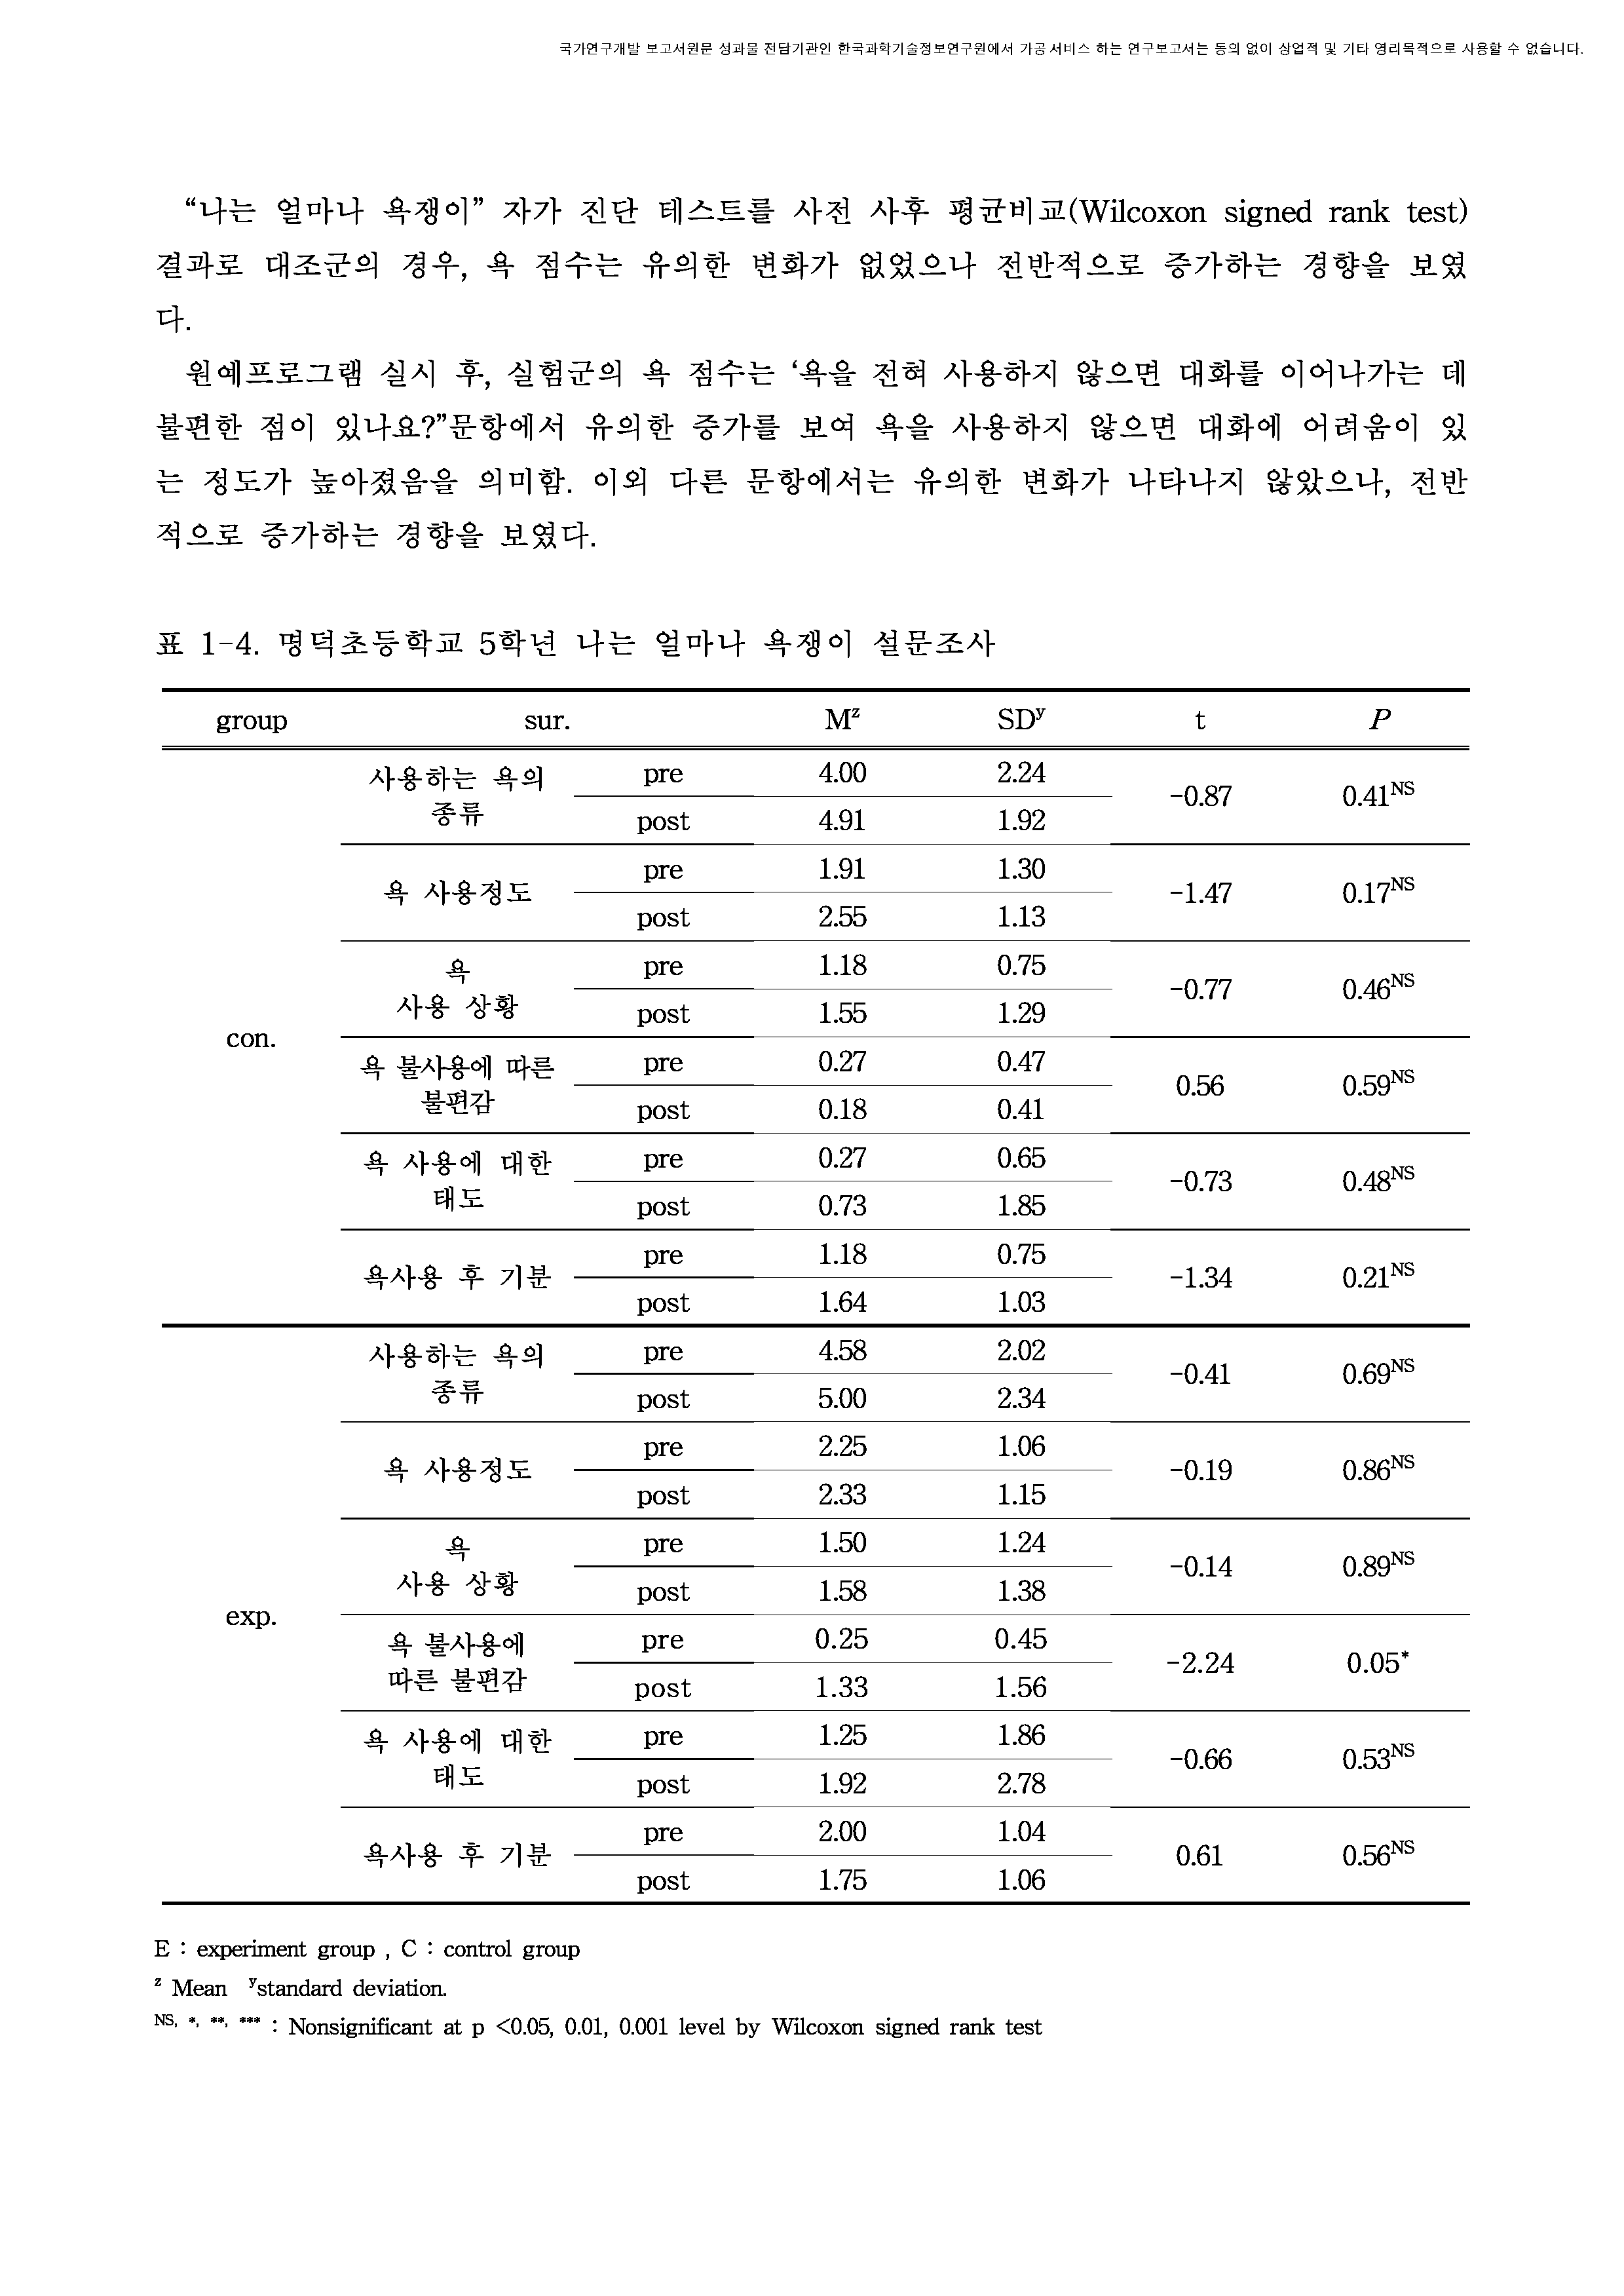 국가연구개발 보고서원문 성과물 전담기관인 한국과학기술정보연구원에서 가공·서비스 하는 연구보고서는 동의 없이 상업적 및 기타 영리목적으로 사용할 수 없습니다.
“나는 얼마나 욕쟁이” 자가 진단 테스트를 사전 사후 평균비교(Wilcoxon signed rank test)
결과로 대조군의 경우, 욕 점수는 유의한 변화가 없었으나 전반적으로 증가하는 경향을 보였
다.
원예프로그램 실시 후, 실험군의 욕 점수는 ‘욕을 전혀 사용하지 않으면 대화를 이어나가는 데
불편한 점이 있나요?”문항에서 유의한 증가를 보여 욕을 사용하지 않으면 대화에 어려움이 있
는 정도가 높아졌음을 의미함. 이외 다른 문항에서는 유의한 변화가 나타나지 않았으나, 전반
적으로 증가하는 경향을 보였다.
표 1-4. 명덕초등학교 5학년 나는 얼마나 욕쟁이 설문조사
group sur. Mᶻ SDʸ t P
con.
사용하는 욕의
종류
pre 4.00 2.24
post 4.91 1.92
-0.87 0.41NS
욕 사용정도
pre 1.91 1.30
post 2.55 1.13
-1.47 0.17NS
욕
사용 상황
pre 1.18 0.75
post 1.55 1.29
-0.77 0.46NS
욕 불사용에 따른
불편감
pre 0.27 0.47
post 0.18 0.41
0.56 0.59NS
욕 사용에 대한
태도
pre 0.27 0.65
post 0.73 1.85
-0.73 0.48NS
욕사용 후 기분
pre 1.18 0.75
post 1.64 1.03
-1.34 0.21NS
exp.
사용하는 욕의
종류
pre 4.58 2.02
post 5.00 2.34
-0.41 0.69NS
욕 사용정도
pre 2.25 1.06
post 2.33 1.15
-0.19 0.86NS
욕
사용 상황
pre 1.50 1.24
post 1.58 1.38
-0.14 0.89NS
욕 불사용에
따른 불편감
pre 0.25 0.45
post 1.33 1.56
-2.24 0.05*
욕 사용에 대한
태도
pre 1.25 1.86
post 1.92 2.78
-0.66 0.53NS
욕사용 후 기분
pre 2.00 1.04
post 1.75 1.06
0.61 0.56NS
E : experiment group , C : control group
ᶻ Mean ʸstandard deviation.
NS, *, **, *** : Nonsignificant at p <0.05, 0.01, 0.001 level by Wilcoxon signed rank test